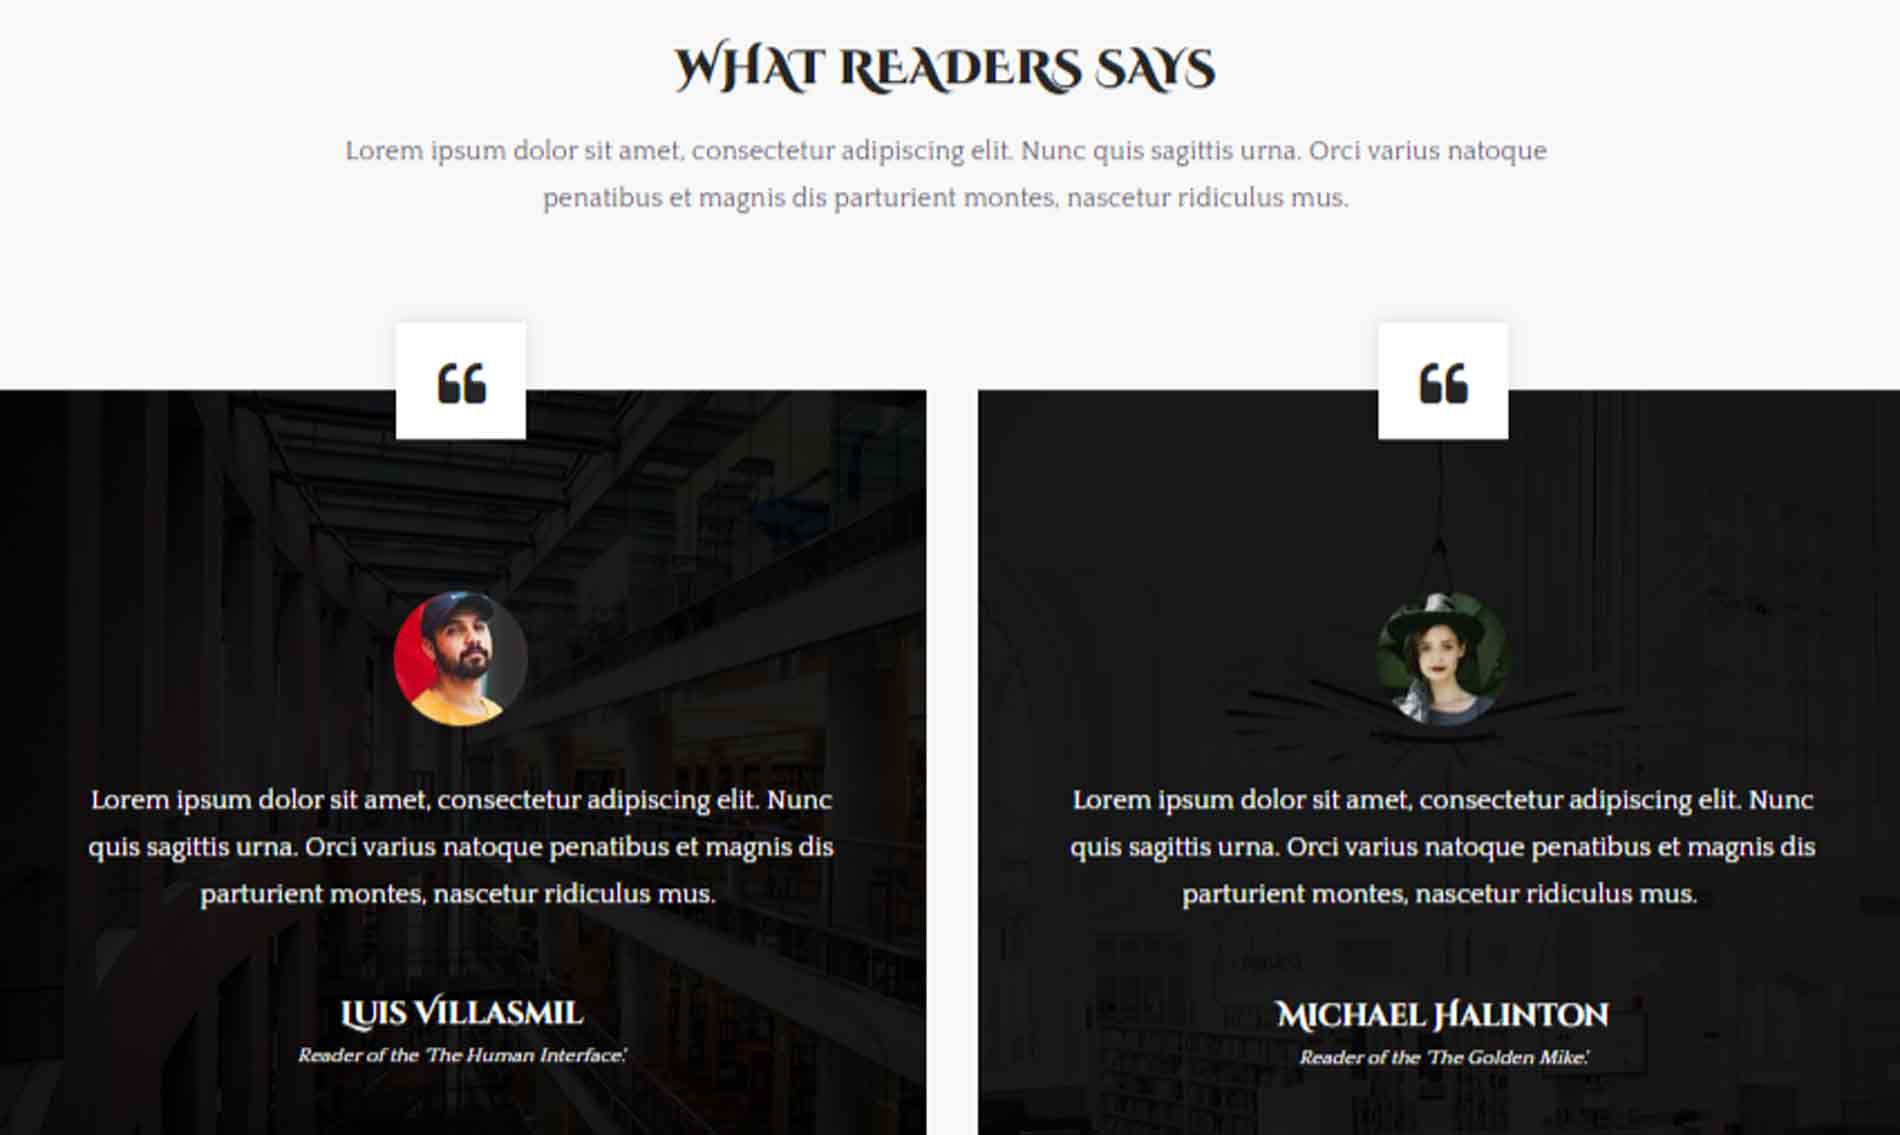 WHAT READERS SAYS
Lorem ipsum dolor sit amet, consectetur adipiscing elit. Nunc quis sagittis urna. Orci varius natoque
penatibus et magnis dis parturient montes, nascetur ridiculus mus.
Lorem ipsum dolor sit amet, consectetur adipiscing elit. Nunc
quis sagittis urna. Orci varius natoque penatibus et magnis dis
parturient montes, nascetur ridiculus mus.
LUIS VILLASMIL
Reader of the 'The Human Interface.'
Lorem ipsum dolor sit amet, consectetur adipiscing elit. Nunc
quis sagittis urna. Orci varius natoque penatibus et magnis dis
parturient montes, nascetur ridiculus mus.
MICHAEL HALINTON
Reader of the 'The Golden Mike.'